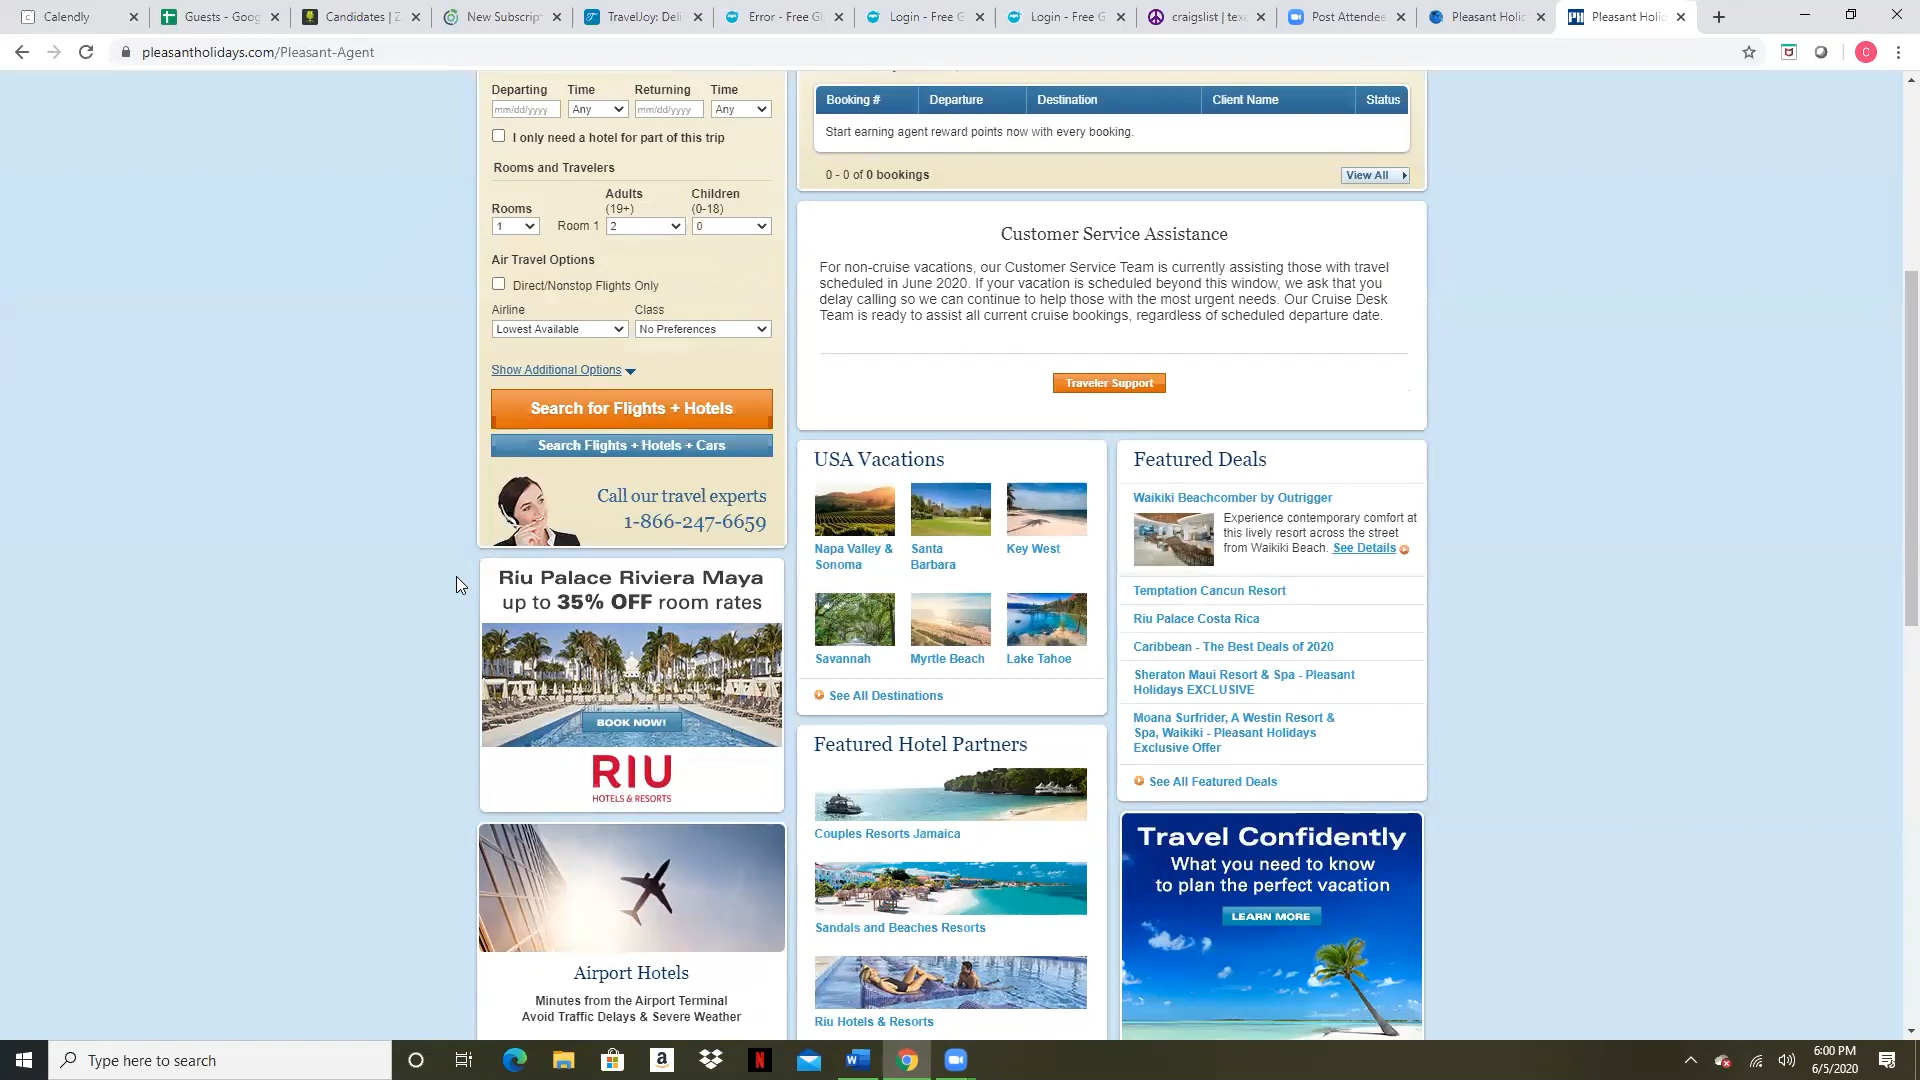 Calendly
Guests - Goog
Candidates | Z
New Subscrip
TravelJoy: Deli
Error - Free G
Login - Free G
Login - Free G
craigslist | texa
Post Attendee
Pleasant Holic
Pleasant Holic
pleasantholidays.com/Pleasant-Agent
C
Departing Time Returning Time
mm/dd/yyyy Any mm/dd/yyyy Any
I only need a hotel for part of this trip
Rooms and Travelers
Adults Children
Rooms (19+) (0-18)
1 Room 1 2 0
Air Travel Options
Direct/Nonstop Flights Only
Airline Class
Lowest Available No Preferences
Show Additional Options
Search for Flights + Hotels
Search Flights + Hotels + Cars
Call our travel experts
1-866-247-6659
Riu Palace Riviera Maya
up to 35% OFF room rates
BOOK NOW!
RIU
HOTELS & RESORTS
Airport Hotels
Minutes from the Airport Terminal
Avoid Traffic Delays & Severe Weather
Booking # Departure Destination Client Name Status
Start earning agent reward points now with every booking.
0 - 0 of 0 bookings
View All
Customer Service Assistance
For non-cruise vacations, our Customer Service Team is currently assisting those with travel
scheduled in June 2020. If your vacation is scheduled beyond this window, we ask that you
delay calling so we can continue to help those with the most urgent needs. Our Cruise Desk
Team is ready to assist all current cruise bookings, regardless of scheduled departure date.
Traveler Support
USA Vacations
Napa Valley &
Sonoma
Santa
Barbara
Key West
Savannah
Myrtle Beach
Lake Tahoe
See All Destinations
Featured Hotel Partners
Couples Resorts Jamaica
Sandals and Beaches Resorts
Riu Hotels & Resorts
Featured Deals
Waikiki Beachcomber by Outrigger
Experience contemporary comfort at
this lively resort across the street
from Waikiki Beach. See Details
Temptation Cancun Resort
Riu Palace Costa Rica
Caribbean - The Best Deals of 2020
Sheraton Maui Resort & Spa - Pleasant
Holidays EXCLUSIVE
Moana Surfrider, A Westin Resort &
Spa, Waikiki - Pleasant Holidays
Exclusive Offer
See All Featured Deals
Travel Confidently
What you need to know
to plan the perfect vacation
LEARN MORE
Type here to search
6:00 PM
6/5/2020